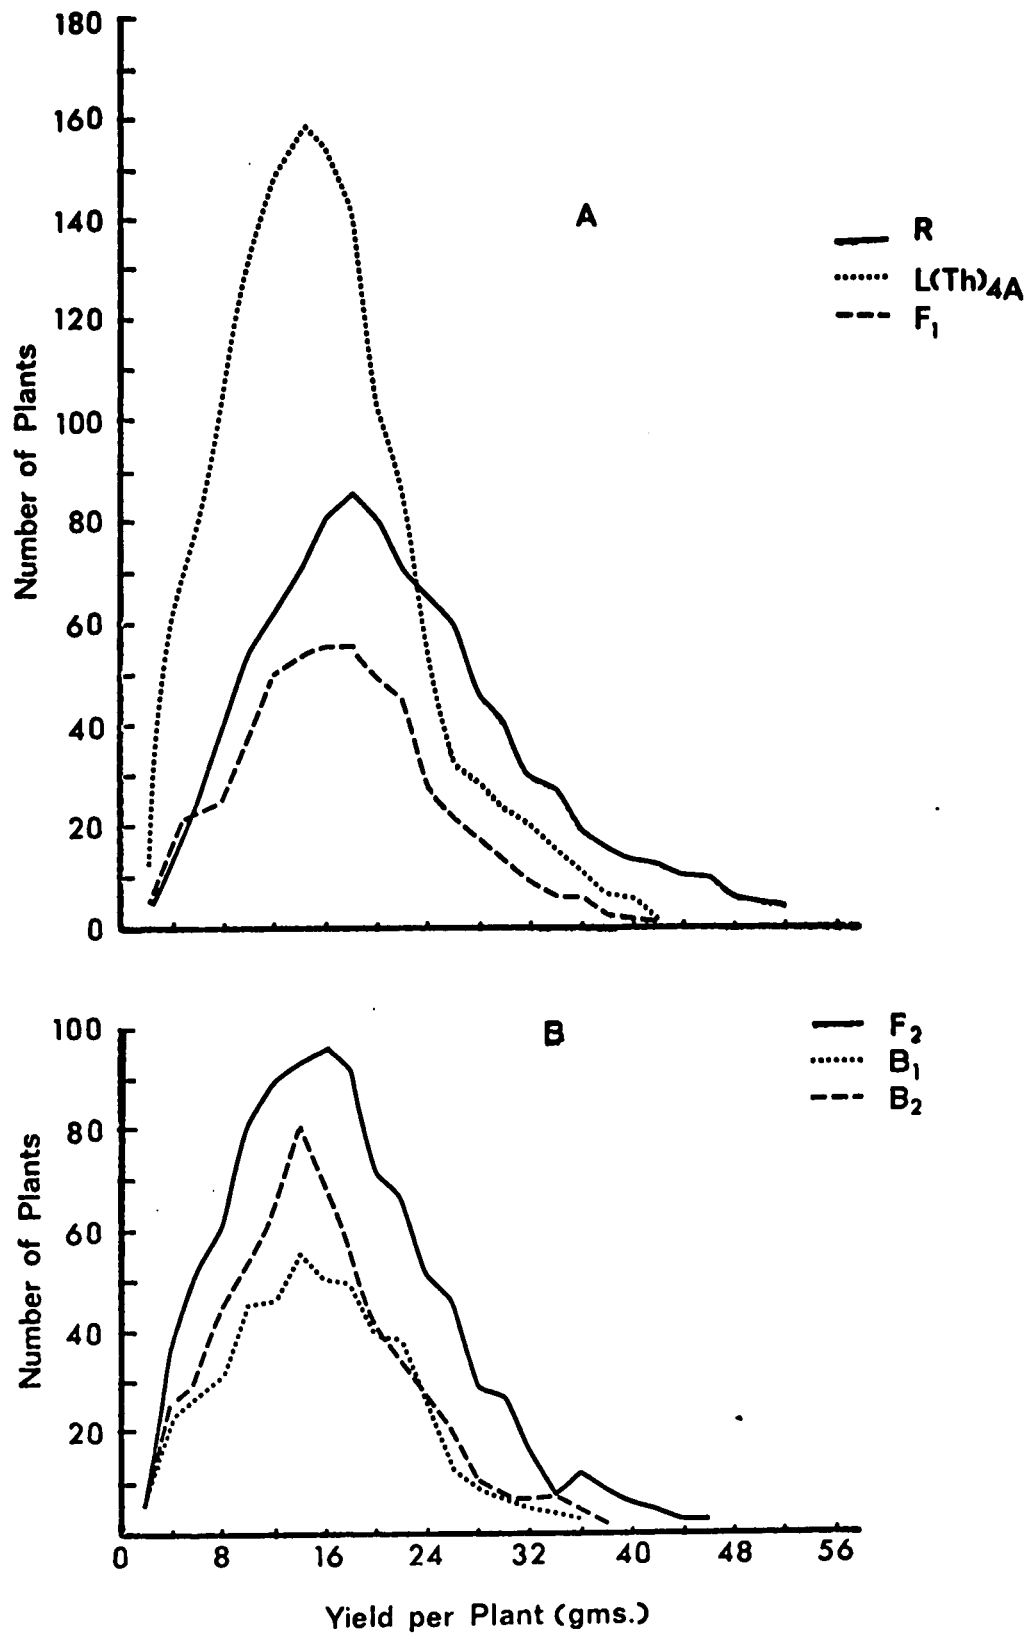 180
160
140
120
100
80
60
40
20
0
Number of Plants
A
R
L(Th)4A
F1
100
80
60
40
20
Number of Plants
B
F2
B1
B2
0 8 16 24 32 40 48 56
Yield per Plant (gms.)